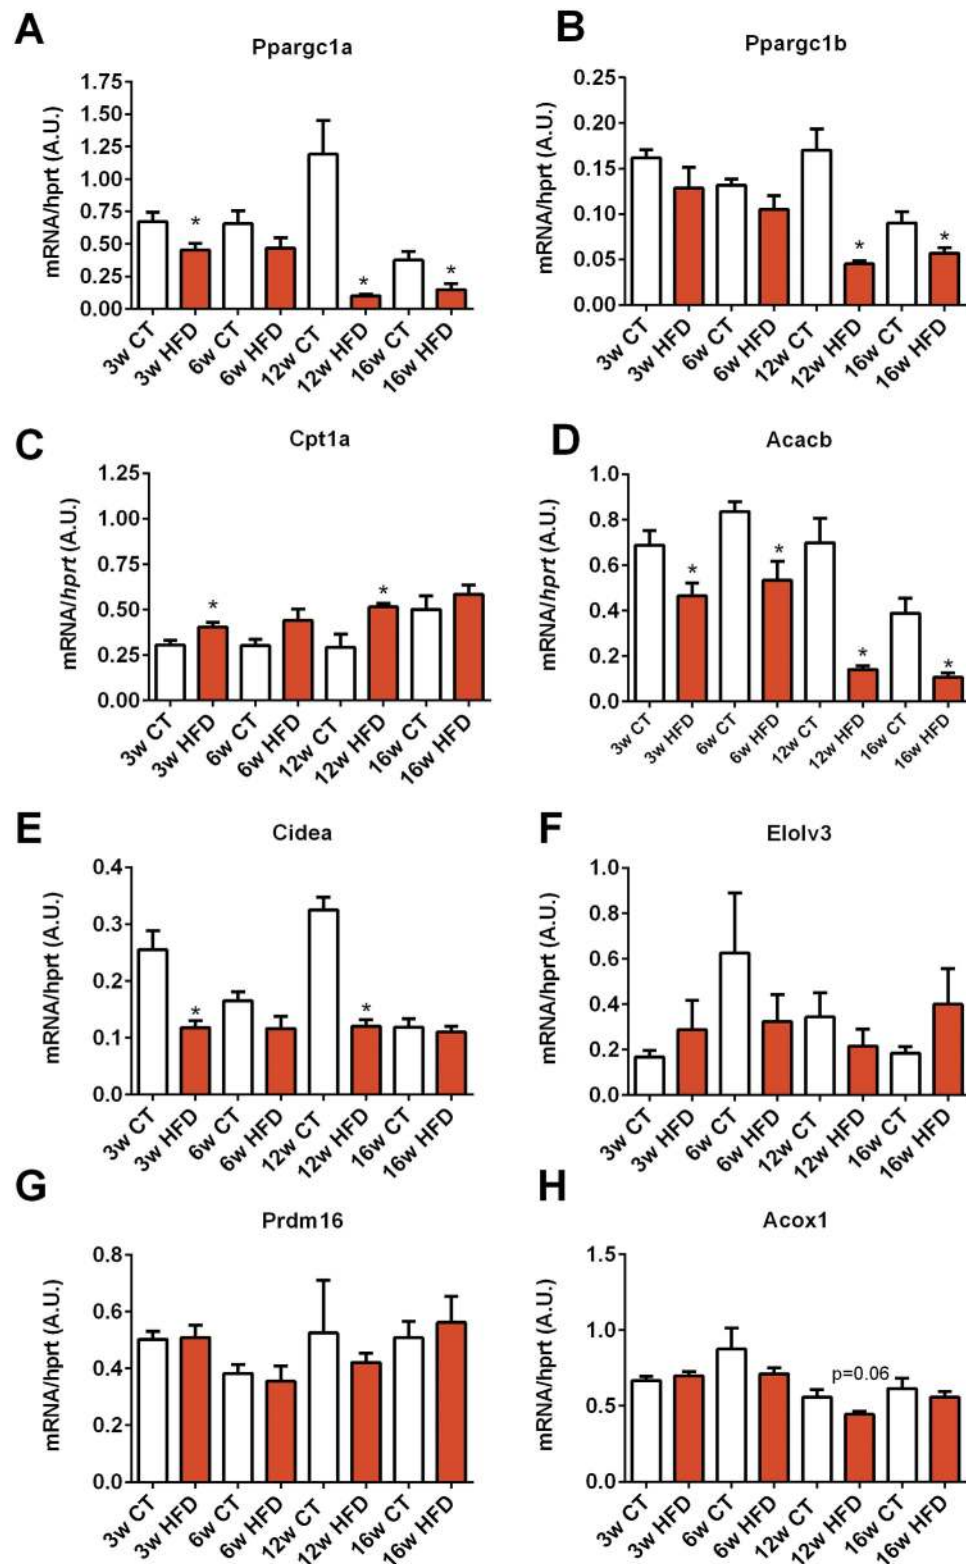 A
Ppargc1a
mRNA/hprt (A.U.)
1.75
1.50
1.25
1.00
0.75
0.50
0.25
0.00
*
*
*
3w CT
3w HFD
6w CT
6w HFD
12w CT
12w HFD
16w CT
16w HFD
B
Ppargc1b
mRNA/hprt (A.U.)
0.25
0.20
0.15
0.10
0.05
0.00
*
*
3w CT
3w HFD
6w CT
6w HFD
12w CT
12w HFD
16w CT
16w HFD
C
Cpt1a
mRNA/hprt (A.U.)
1.25
1.00
0.75
0.50
0.25
0.00
*
*
3w CT
3w HFD
6w CT
6w HFD
12w CT
12w HFD
16w CT
16w HFD
D
Acacb
mRNA/hprt (A.U.)
1.0
0.8
0.6
0.4
0.2
0.0
*
*
*
*
3w CT
3w HFD
6w CT
6w HFD
12w CT
12w HFD
16w CT
16w HFD
E
Cidea
mRNA/hprt (A.U.)
0.4
0.3
0.2
0.1
0.0
*
*
3w CT
3w HFD
6w CT
6w HFD
12w CT
12w HFD
16w CT
16w HFD
F
Elolv3
mRNA/hprt (A.U.)
1.0
0.8
0.6
0.4
0.2
0.0
3w CT
3w HFD
6w CT
6w HFD
12w CT
12w HFD
16w CT
16w HFD
G
Prdm16
mRNA/hprt (A.U.)
0.8
0.6
0.4
0.2
0.0
3w CT
3w HFD
6w CT
6w HFD
12w CT
12w HFD
16w CT
16w HFD
H
Acox1
mRNA/hprt (A.U.)
1.5
1.0
0.5
0.0
p=0.06
3w CT
3w HFD
6w CT
6w HFD
12w CT
12w HFD
16w CT
16w HFD